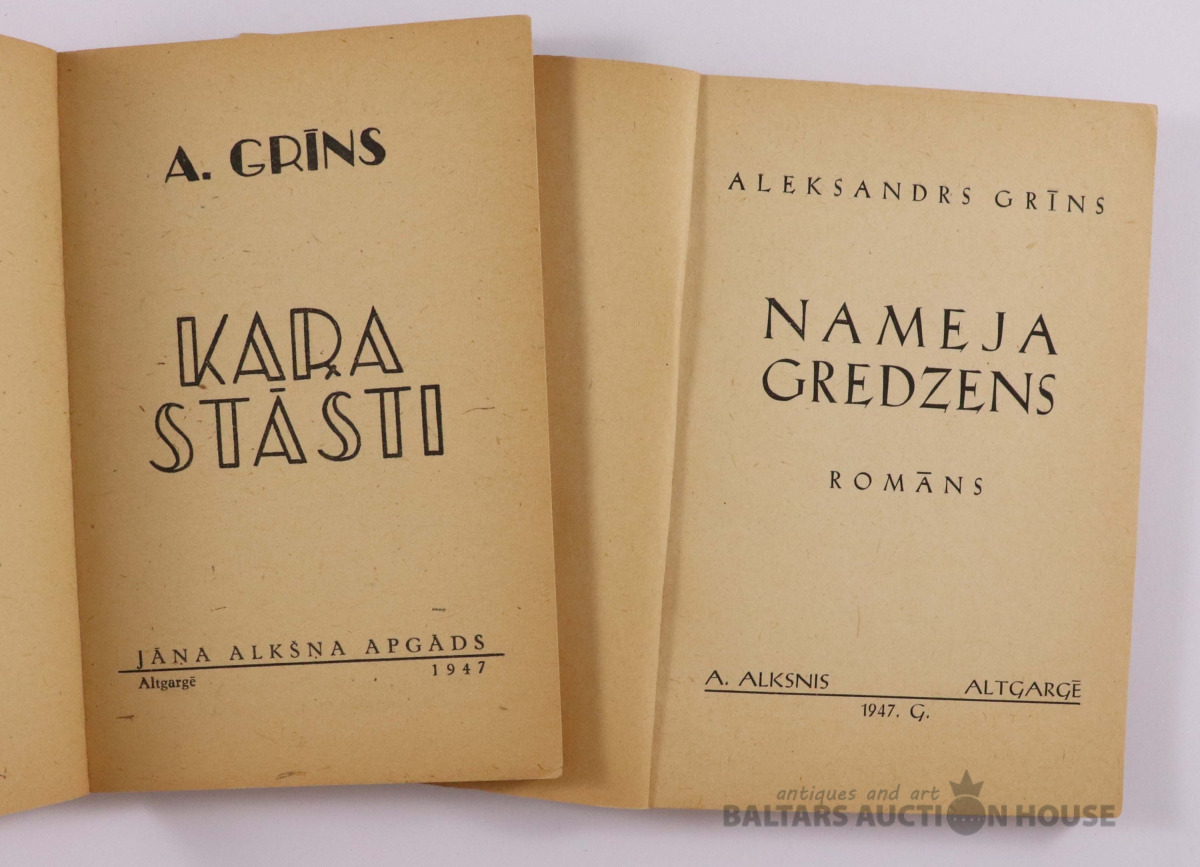 A. GRĪNS
KAŖA
STĀSTI
JĀŅA ALKŠŅA APGĀDS
Altgargē 1947
ALEKSANDRS GRĪNS
NAMEJA
GREDZENS
ROMĀNS
A. ALKSNIS ALTGARGĒ
1947. G.
antiques and art
BALTARS AUCTION HOUSE